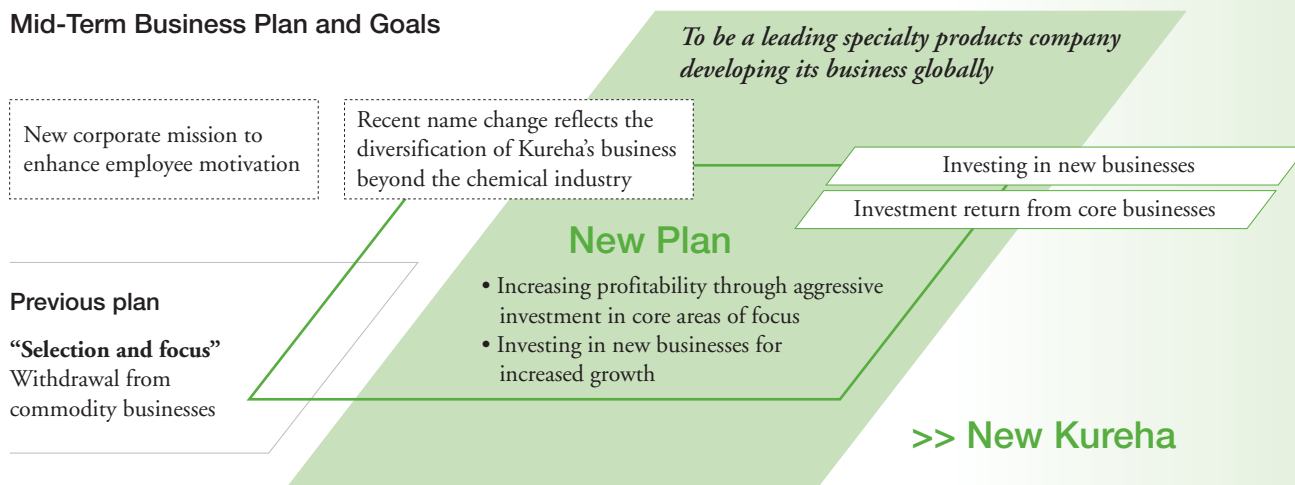 Mid-Term Business Plan and Goals
To be a leading specialty products company
developing its business globally
New corporate mission to
enhance employee motivation
Recent name change reflects the
diversification of Kureha’s business
beyond the chemical industry
Investing in new businesses
Investment return from core businesses
New Plan
• Increasing profitability through aggressive
investment in core areas of focus
• Investing in new businesses for
increased growth
Previous plan
“Selection and focus”
Withdrawal from
commodity businesses
>> New Kureha